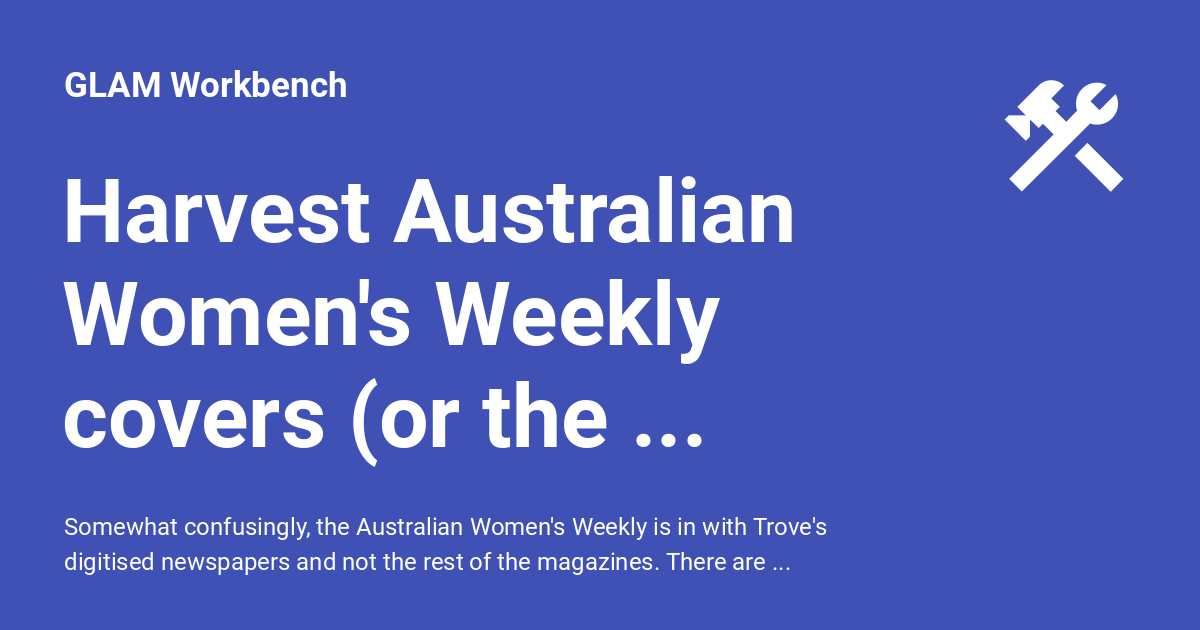 GLAM Workbench
Harvest Australian
Women's Weekly
covers (or the ...
Somewhat confusingly, the Australian Women's Weekly is in with Trove's
digitised newspapers and not the rest of the magazines. There are ...